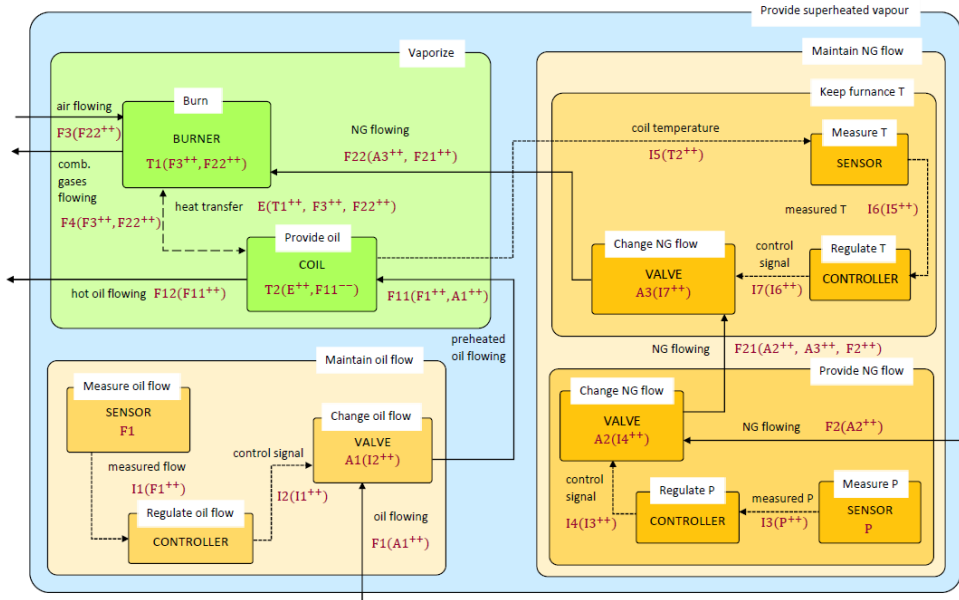 Provide superheated vapour
Vaporize
Burn
BURNER
T1(F3⁺⁺,F22⁺⁺)
air flowing
F3(F22⁺⁺)
comb.
gases
flowing
F4(F3⁺⁺,F22⁺⁺)
NG flowing
F22(A3⁺⁺, F21⁺⁺)
heat transfer E(T1⁺⁺, F3⁺⁺, F22⁺⁺)
Provide oil
COIL
T2(E⁺⁺,F11⁻⁻)
hot oil flowing F12(F11⁺⁺)
F11(F1⁺⁺,A1⁺⁺)
preheated
oil flowing
Maintain oil flow
Measure oil flow
SENSOR
F1
measured flow
I1(F1⁺⁺)
Regulate oil flow
CONTROLLER
control signal
I2(I1⁺⁺)
Change oil flow
VALVE
A1(I2⁺⁺)
oil flowing
F1(A1⁺⁺)
Maintain NG flow
Keep furnance T
coil temperature
I5(T2⁺⁺)
Measure T
SENSOR
measured T I6(I5⁺⁺)
Regulate T
CONTROLLER
control
signal
I7(I6⁺⁺)
Change NG flow
VALVE
A3(I7⁺⁺)
NG flowing F21(A2⁺⁺, A3⁺⁺, F2⁺⁺)
Provide NG flow
Change NG flow
VALVE
A2(I4⁺⁺)
NG flowing F2(A2⁺⁺)
control
signal
I4(I3⁺⁺)
Regulate P
CONTROLLER
measured P
I3(P⁺⁺)
Measure P
SENSOR
P